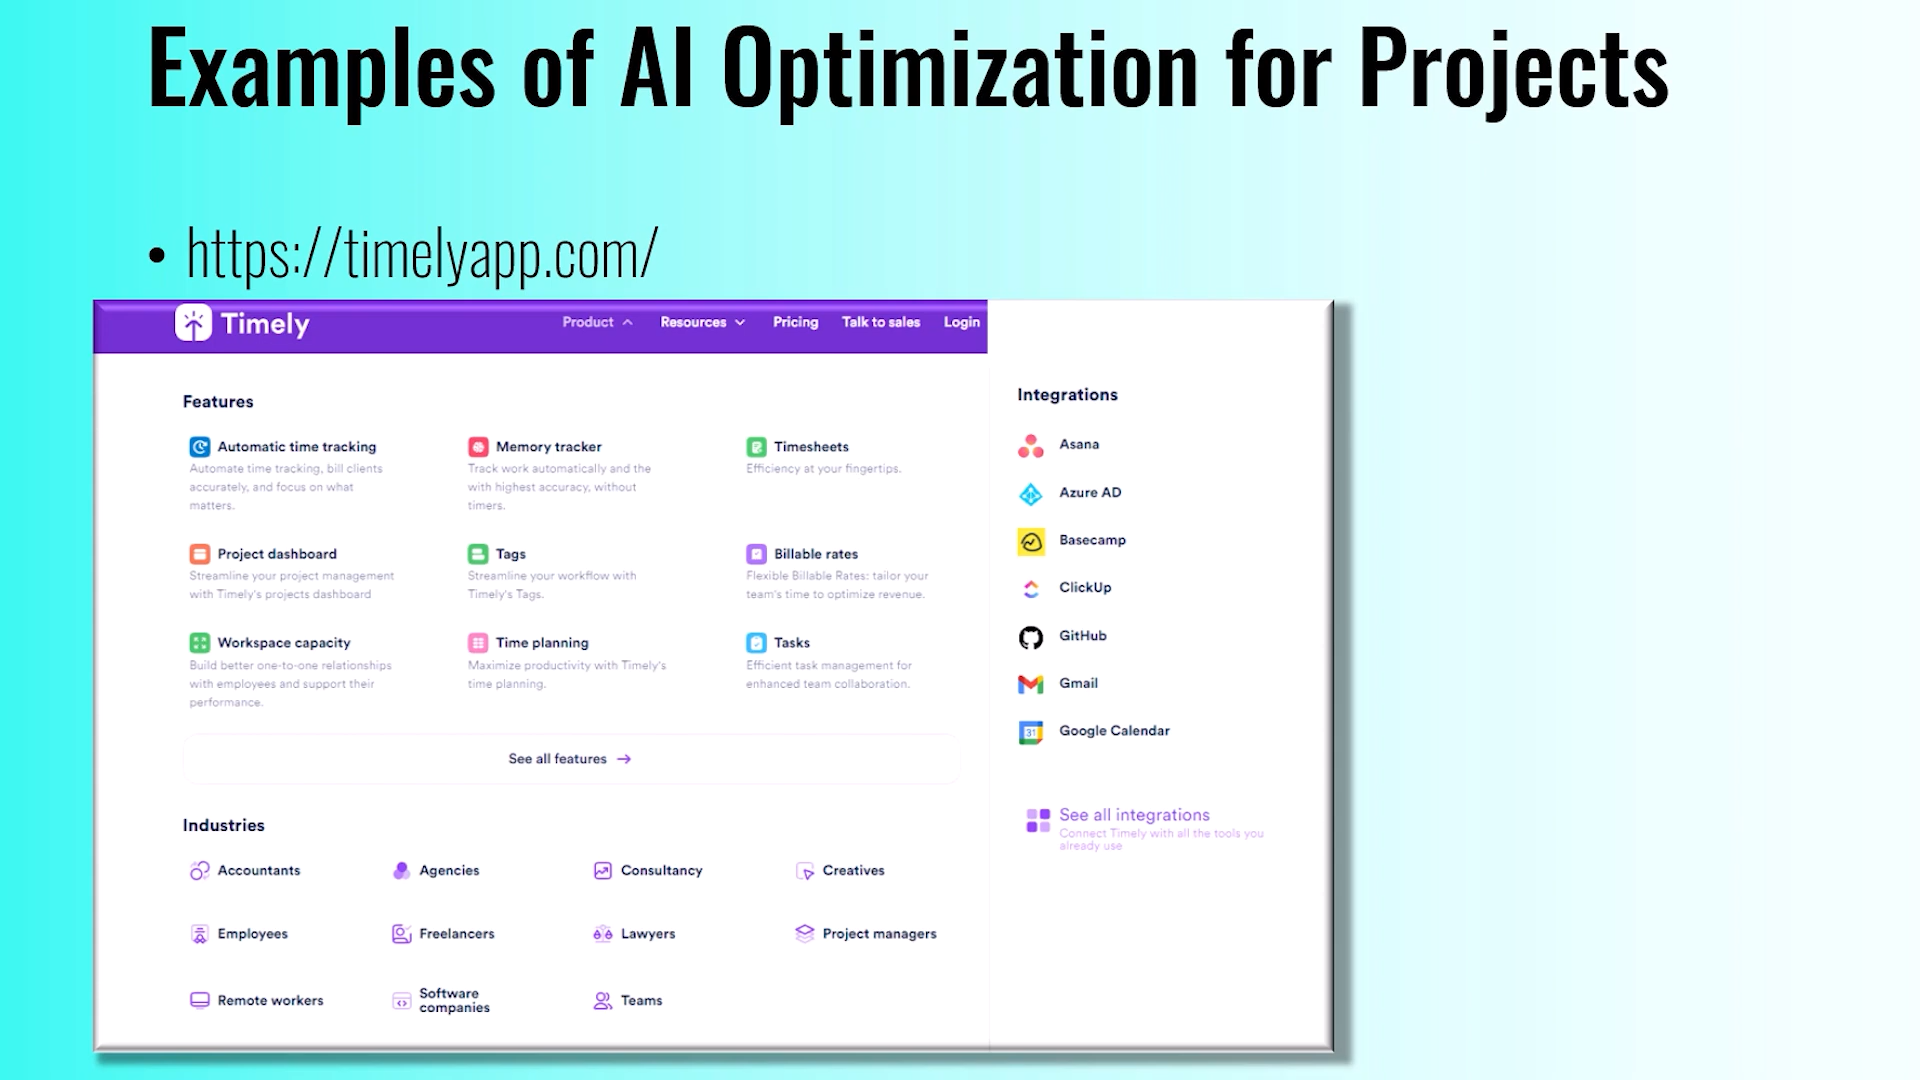 Examples of AI Optimization for Projects
• https://timelyapp.com/
Timely
Product
Resources
Pricing
Talk to sales
Login
Features
Automatic time tracking
Automate time tracking, bill clients
accurately, and focus on what
matters.
Memory tracker
Track work automatically and the
with highest accuracy, without
timers.
Timesheets
Efficiency at your fingertips.
Project dashboard
Streamline your project management
with Timely's projects dashboard
Tags
Streamline your workflow with
Timely's Tags.
Billable rates
Flexible Billable Rates: tailor your
team's time to optimize revenue.
Workspace capacity
Build better one-to-one relationships
with employees and support their
performance.
Time planning
Maximize productivity with Timely's
time planning.
Tasks
Efficient task management for
enhanced team collaboration.
See all features →
Industries
Accountants
Agencies
Consultancy
Creatives
Employees
Freelancers
Lawyers
Project managers
Remote workers
Software
companies
Teams
Integrations
Asana
Azure AD
Basecamp
ClickUp
GitHub
Gmail
31
Google Calendar
See all integrations
Connect Timely with all the tools you
already use